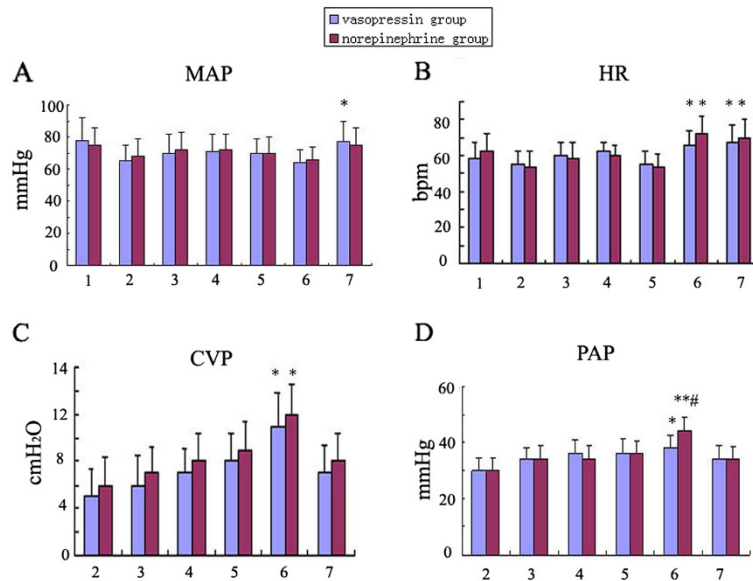 vasopressin group
norepinephrine group
A
MAP
mmHg
100
80
60
40
20
0
*
1 2 3 4 5 6 7
B
HR
bpm
80
60
40
20
0
* * * *
1 2 3 4 5 6 7
C
CVP
cmH₂O
14
12
8
4
0
* *
2 3 4 5 6 7
D
PAP
mmHg
60
40
20
0
* **#
2 3 4 5 6 7